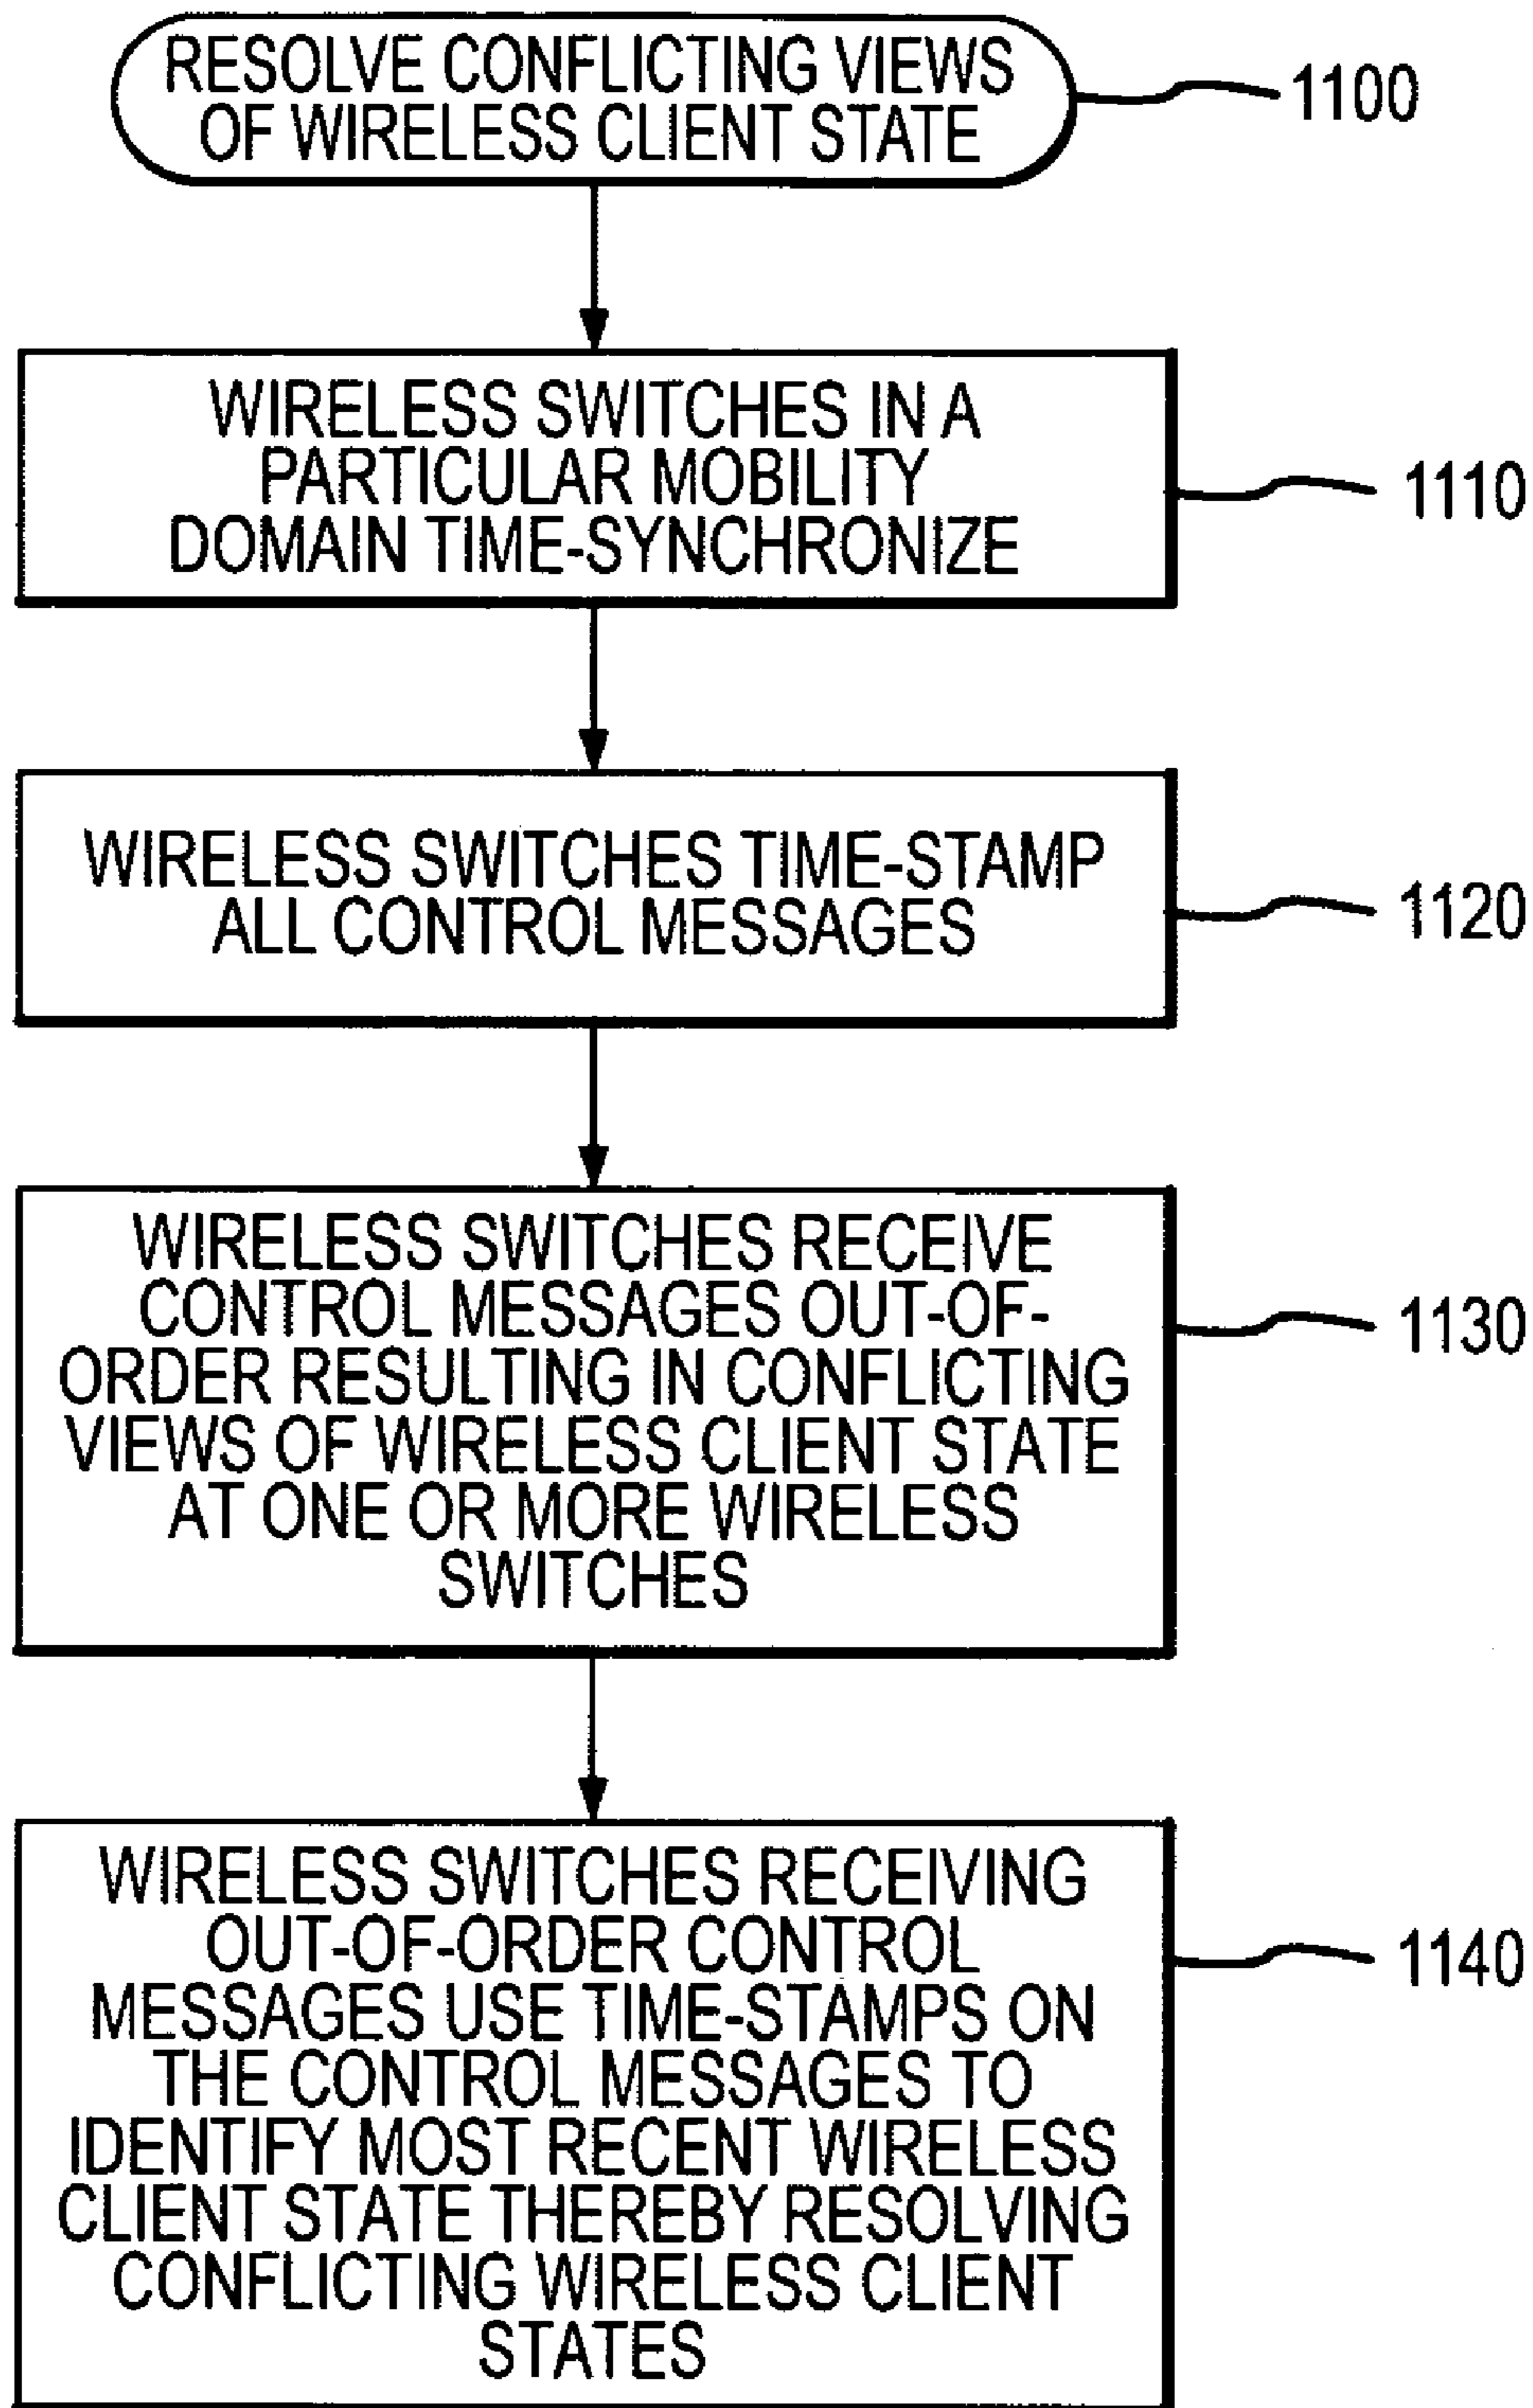 RESOLVE CONFLICTING VIEWS
OF WIRELESS CLIENT STATE
1100
WIRELESS SWITCHES IN A
PARTICULAR MOBILITY
DOMAIN TIME-SYNCHRONIZE
1110
WIRELESS SWITCHES TIME-STAMP
ALL CONTROL MESSAGES
1120
WIRELESS SWITCHES RECEIVE
CONTROL MESSAGES OUT-OF-
ORDER RESULTING IN CONFLICTING
VIEWS OF WIRELESS CLIENT STATE
AT ONE OR MORE WIRELESS
SWITCHES
1130
WIRELESS SWITCHES RECEIVING
OUT-OF-ORDER CONTROL
MESSAGES USE TIME-STAMPS ON
THE CONTROL MESSAGES TO
IDENTIFY MOST RECENT WIRELESS
CLIENT STATE THEREBY RESOLVING
CONFLICTING WIRELESS CLIENT
STATES
1140